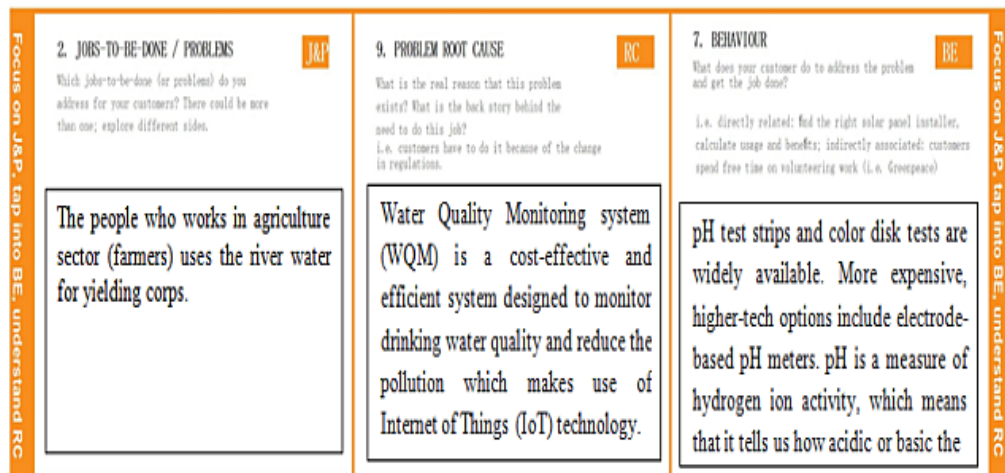 Focus on J&P, tap into BE, understand RC
2. JOBS-TO-BE-DONE / PROBLEMS
J&P
Which jobs-to-be-done (or problems) do you
address for your customers? There could be more
than one; explore different sides.
The people who works in agriculture
sector (farmers) uses the river water
for yielding corps.
9. PROBLEM ROOT CAUSE
RC
What is the real reason that this problem
exists? What is the back story behind the
need to do this job?
i.e. customers have to do it because of the change
in regulations.
Water Quality Monitoring system
(WQM) is a cost-effective and
efficient system designed to monitor
drinking water quality and reduce the
pollution which makes use of
Internet of Things (IoT) technology.
7. BEHAVIOUR
BE
What does your customer do to address the problem
and get the job done?
i.e. directly related: find the right solar panel installer,
calculate usage and benefits; indirectly associated: customers
spend free time on volunteering work (i.e. Greenpeace)
pH test strips and color disk tests are
widely available. More expensive,
higher-tech options include electrode-
based pH meters. pH is a measure of
hydrogen ion activity, which means
that it tells us how acidic or basic the
Focus on J&P, tap into BE, understand RC